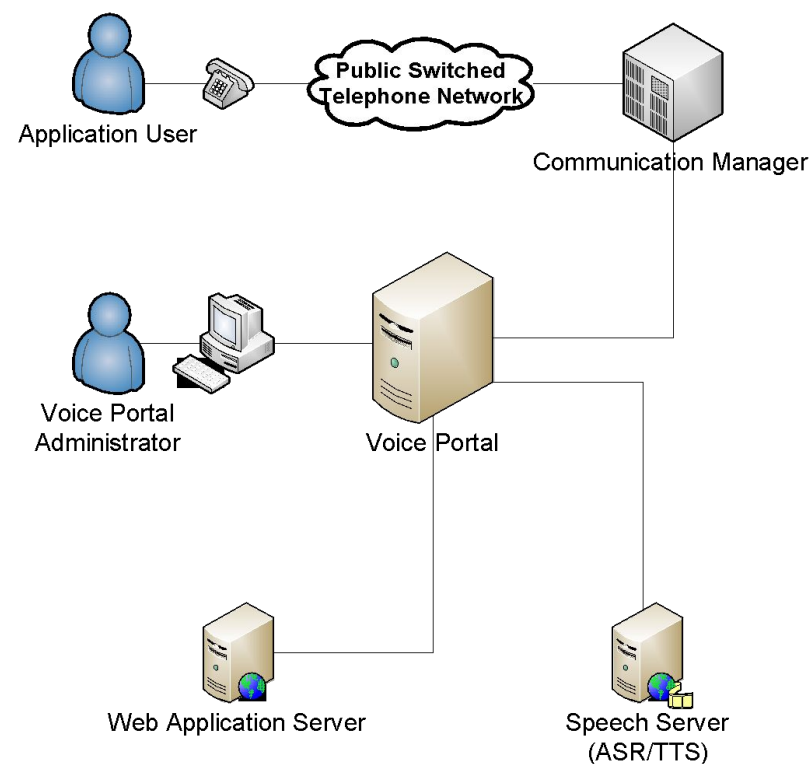 Public Switched
Telephone Network
Application User
Communication Manager
Voice Portal
Administrator
Voice Portal
Web Application Server
Speech Server
(ASR/TTS)